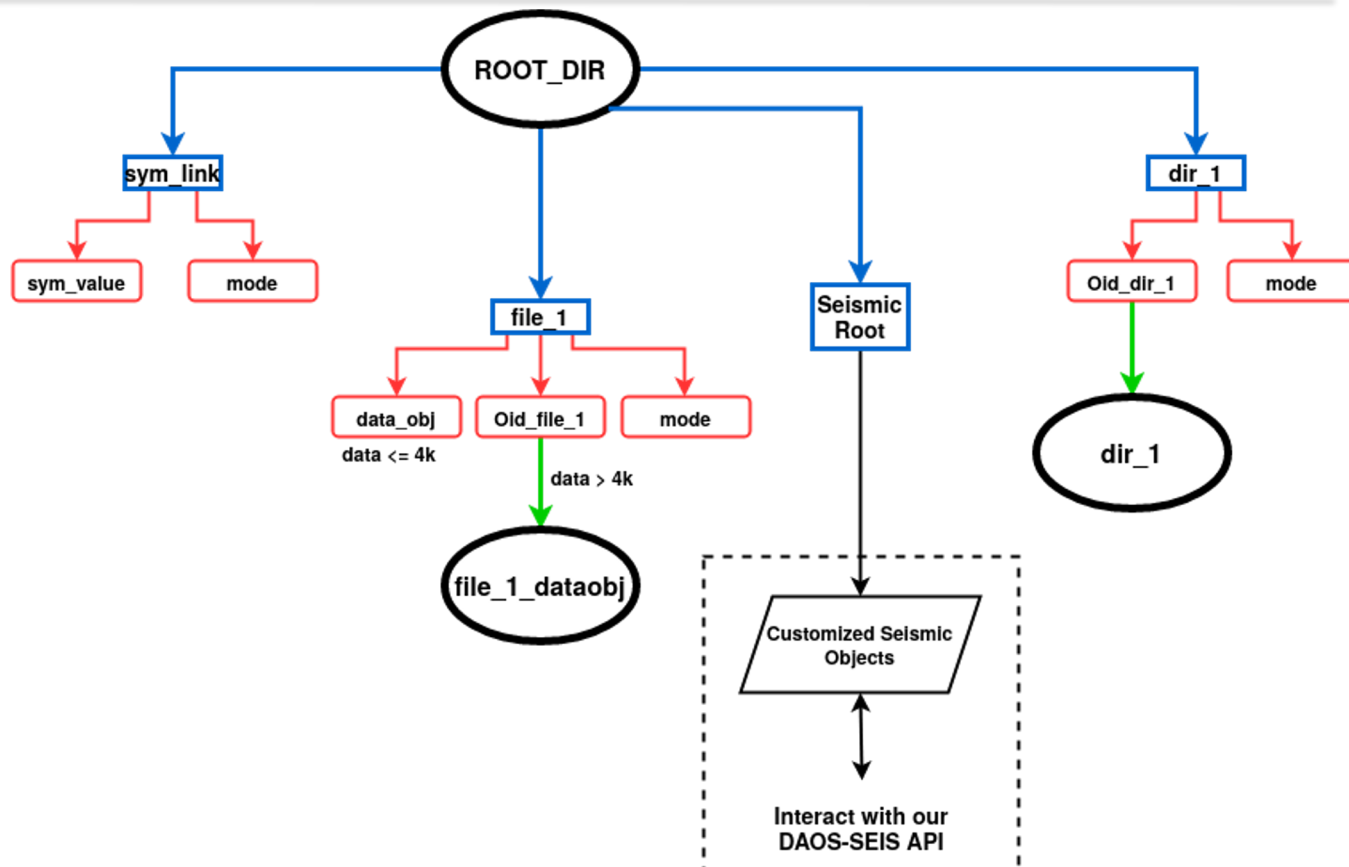 ROOT_DIR
sym_link
dir_1
sym_value
mode
Oid_dir_1
mode
file_1
Seismic
Root
data_obj
Oid_file_1
mode
data <= 4k
data > 4k
dir_1
file_1_dataobj
Customized Seismic
Objects
Interact with our
DAOS-SEIS API